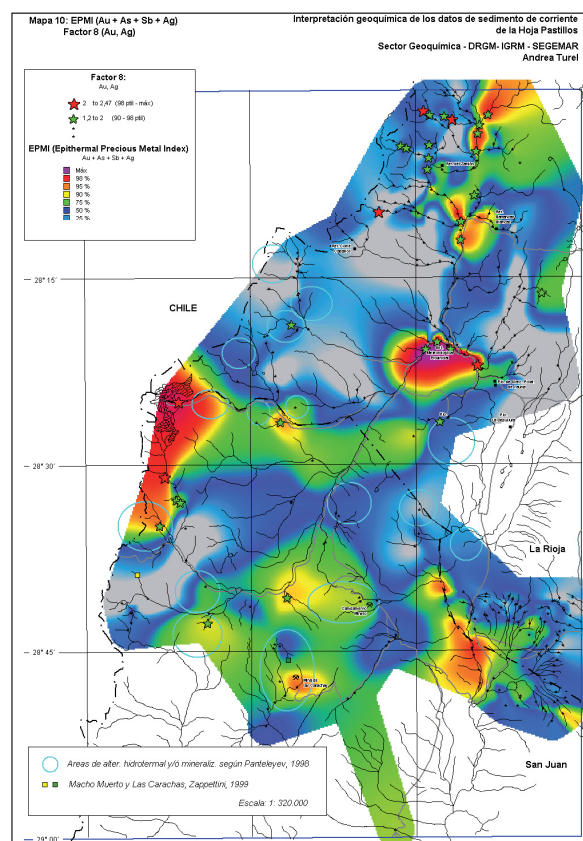 Mapa 10: EPMI (Au + As + Sb + Ag)
Factor 8 (Au, Ag)
Interpretación geoquímica de los datos de sedimento de corriente
de la Hoja Pastillos
Sector Geoquímica - DRGM- IGRM - SEGEMAR
Andrea Turel
Factor 8:
Au, Ag
2 to 2,47 (98 ptil - máx)
1,2 to 2 (90 - 98 ptil)
EPMI (Epithermal Precious Metal Index)
Au + As + Sb + Ag
Máx
98 %
95 %
90 %
75 %
50 %
25 %
28° 15'
CHILE
28° 30'
La Rioja
28° 45'
San Juan
Areas de alter. hidrotermal y/ó mineraliz. según Panteleyev, 1998
Macho Muerto y Las Carachas, Zappettini, 1999
Escala: 1: 320.000
29° 00'